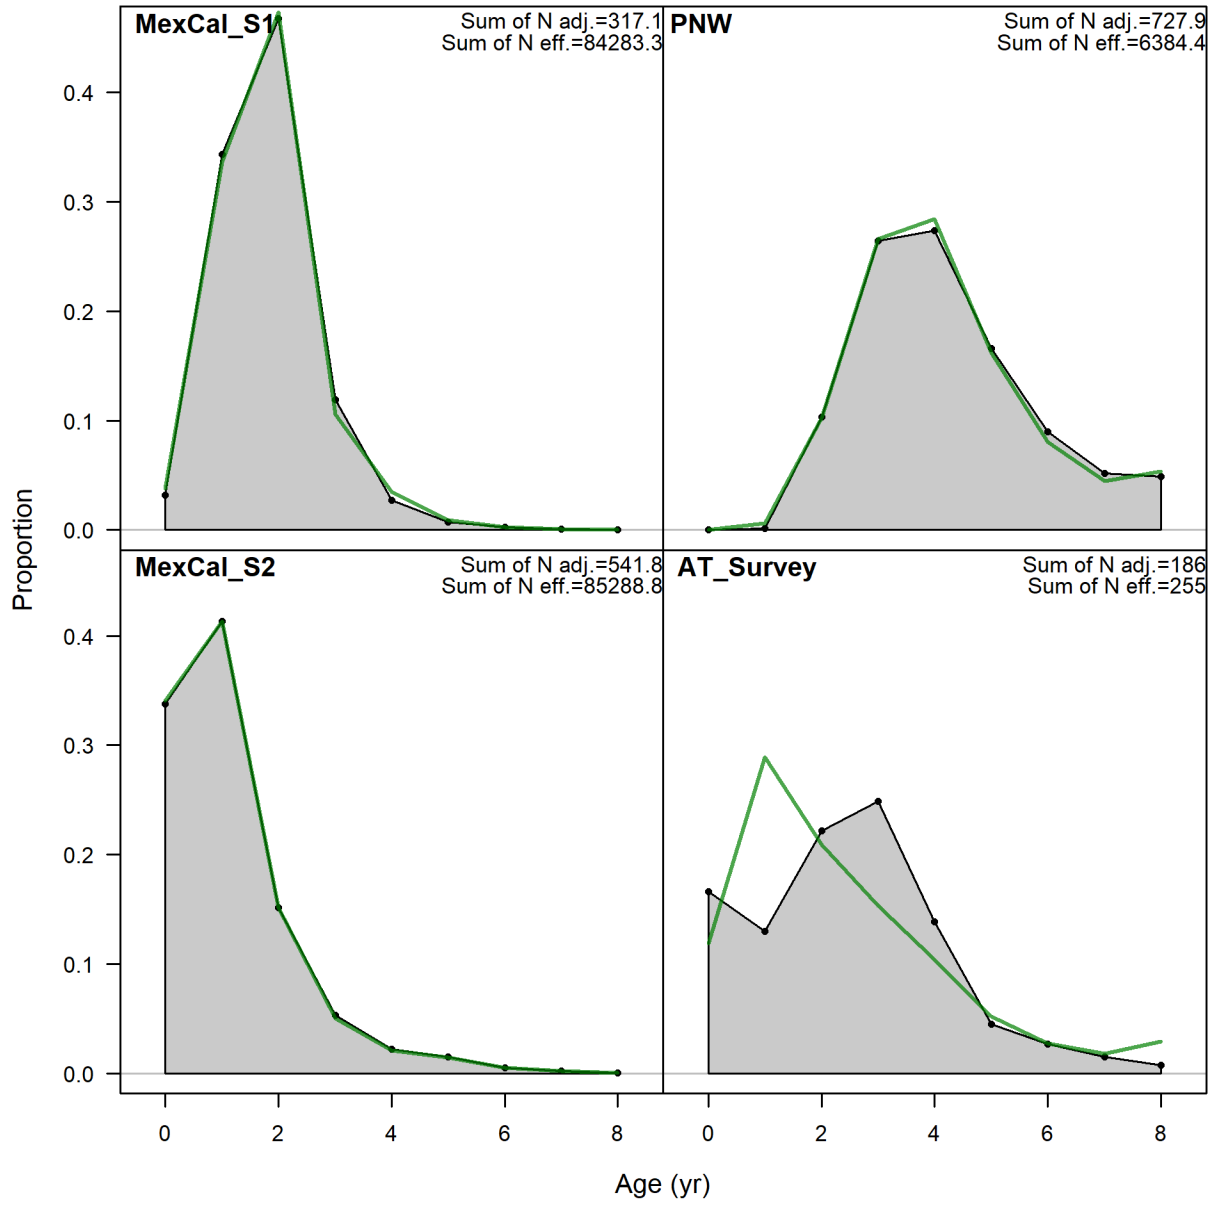 MexCal_S1
Sum of N adj.=317.1
Sum of N eff.=84283.3
PNW
Sum of N adj.=727.9
Sum of N eff.=6384.4
0.4
0.3
0.2
0.1
0.0
MexCal_S2
Sum of N adj.=541.8
Sum of N eff.=85288.8
AT_Survey
Sum of N adj.=186
Sum of N eff.=255
0.4
0.3
0.2
0.1
0.0
Proportion
0 2 4 6 8 0 2 4 6 8
Age (yr)